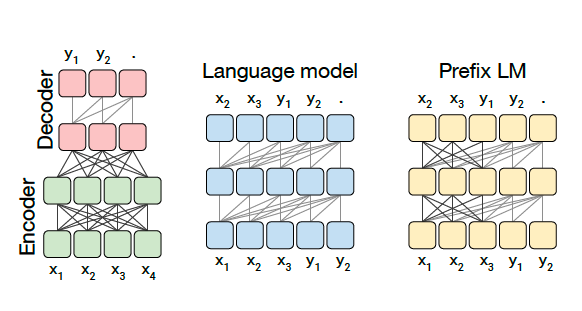 y1 y2 .
Decoder
Encoder
x1 x2 x3 x4
Language model
x2 x3 y1 y2 .
x1 x2 x3 y1 y2
Prefix LM
x2 x3 y1 y2 .
x1 x2 x3 y1 y2